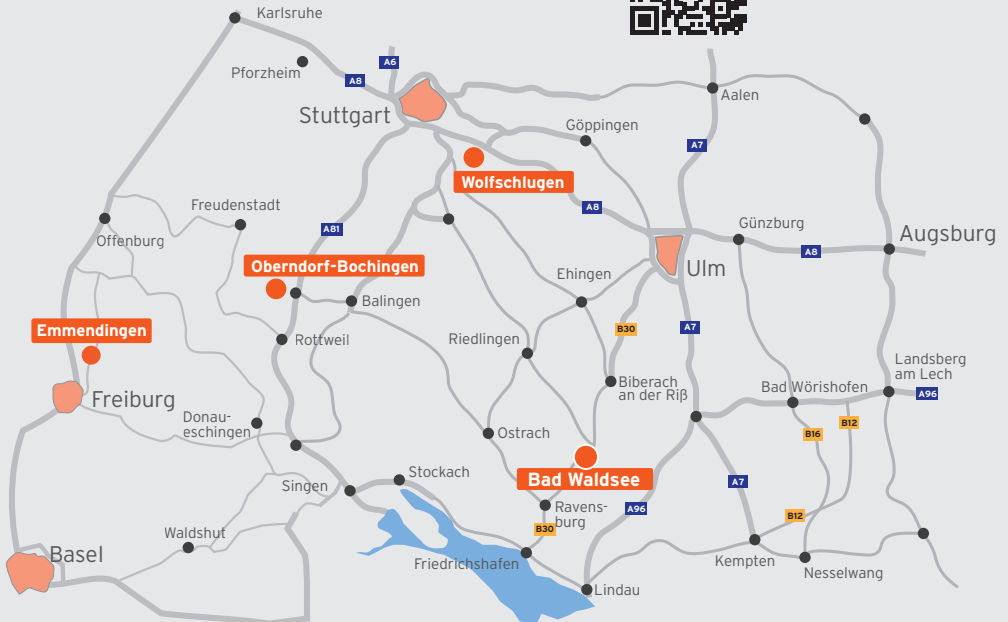 Karlsruhe
A6
Pforzheim
A8
Aalen
Stuttgart
Göppingen
A7
Wolfschlugen
Freudenstadt
A8
Günzburg
A81
Offenburg
Augsburg
A8
Oberndorf-Bochingen
Ehingen
Ulm
Balingen
Emmendingen
B30
A7
Rottweil
Riedlingen
Landsberg
am Lech
Biberach
an der Riß
Bad Wörishofen
A96
Freiburg
Donau-
eschingen
B12
B16
Ostrach
Stockach
Bad Waldsee
A7
Singen
Ravens-
burg
A96
B12
B30
Waldshut
Basel
Friedrichshafen
Kempten
Nesselwang
Lindau